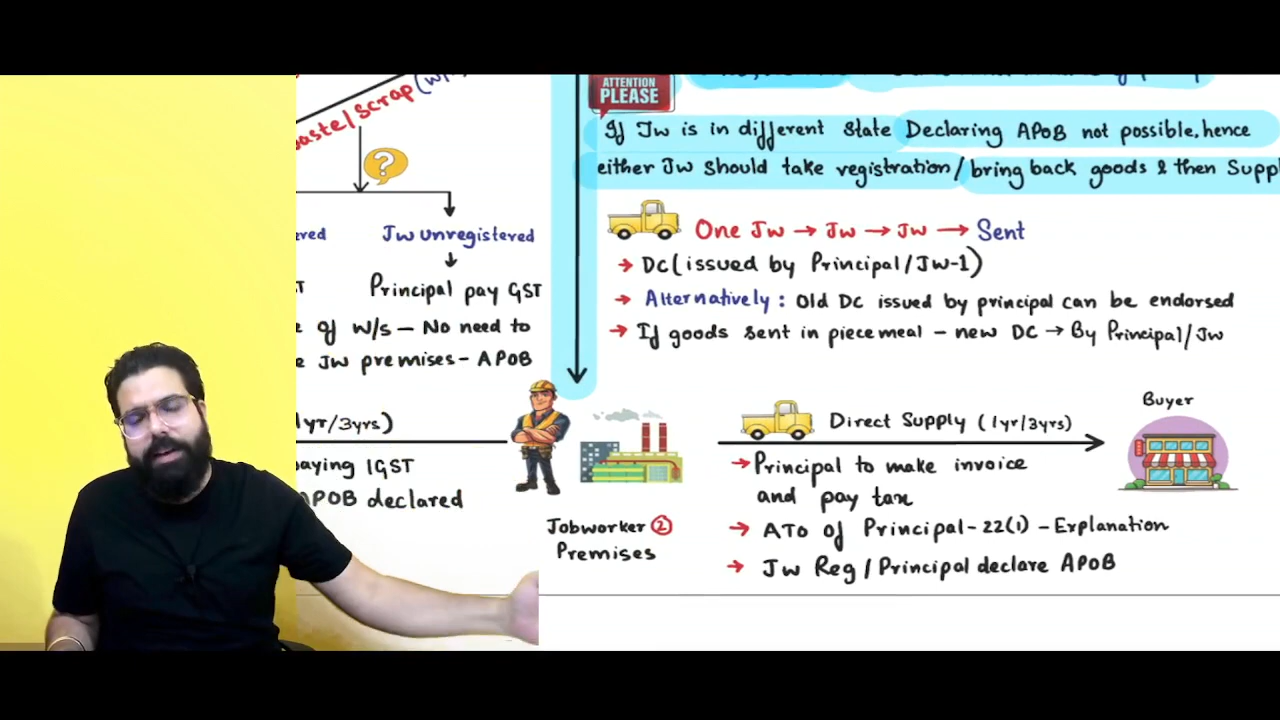 /Scrap
ATTENTION
PLEASE
If JW is in different State Declaring APOB not possible, hence
either JW should take registration/bring back goods & then Suppl
?
One JW → JW → JW → Sent
→ DC (issued by Principal/JW-1)
→ Alternatively : Old DC issued by principal can be endorsed
→ If goods sent in piecemeal – new DC → By Principal/JW
ered
JW unregistered
Principal pay GST
e of W/S – No need to
e JW premises – APOB
1yr/3yrs)
paying IGST
APOB declared
Jobworker ②
Premises
Direct Supply (1yr/3yrs)
→ Principal to make invoice
and pay tax
→ ATO of Principal – 22(1) – Explanation
→ JW Reg / Principal declare APOB
Buyer